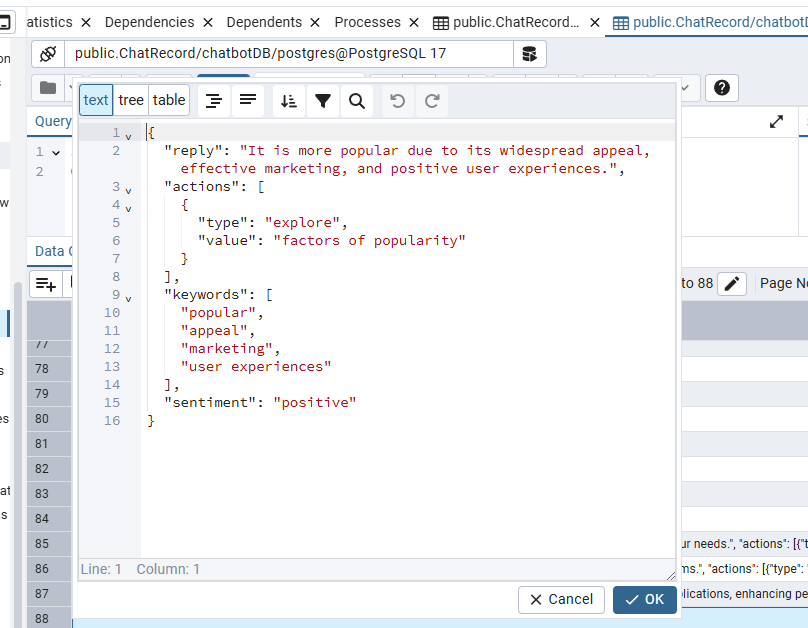 atistics Dependencies Dependents Processes public.ChatRecord... public.ChatRecord/chatbotD
public.ChatRecord/chatbotDB/postgres@PostgreSQL 17
text tree table
Query
1
2
1 {
2 "reply": "It is more popular due to its widespread appeal,
effective marketing, and positive user experiences.",
3 "actions": [
4 {
5 "type": "explore",
6 "value": "factors of popularity"
7 }
8 ],
9 "keywords": [
10 "popular",
11 "appeal",
12 "marketing",
13 "user experiences"
14 ],
15 "sentiment": "positive"
16 }
Data
to 88 Page N
77
78
79
80
81
82
83
84
85 ur needs.", "actions": [{"t
86 ms.", "actions": [{"type": "
87 lications, enhancing pe
88
Line: 1 Column: 1
Cancel OK